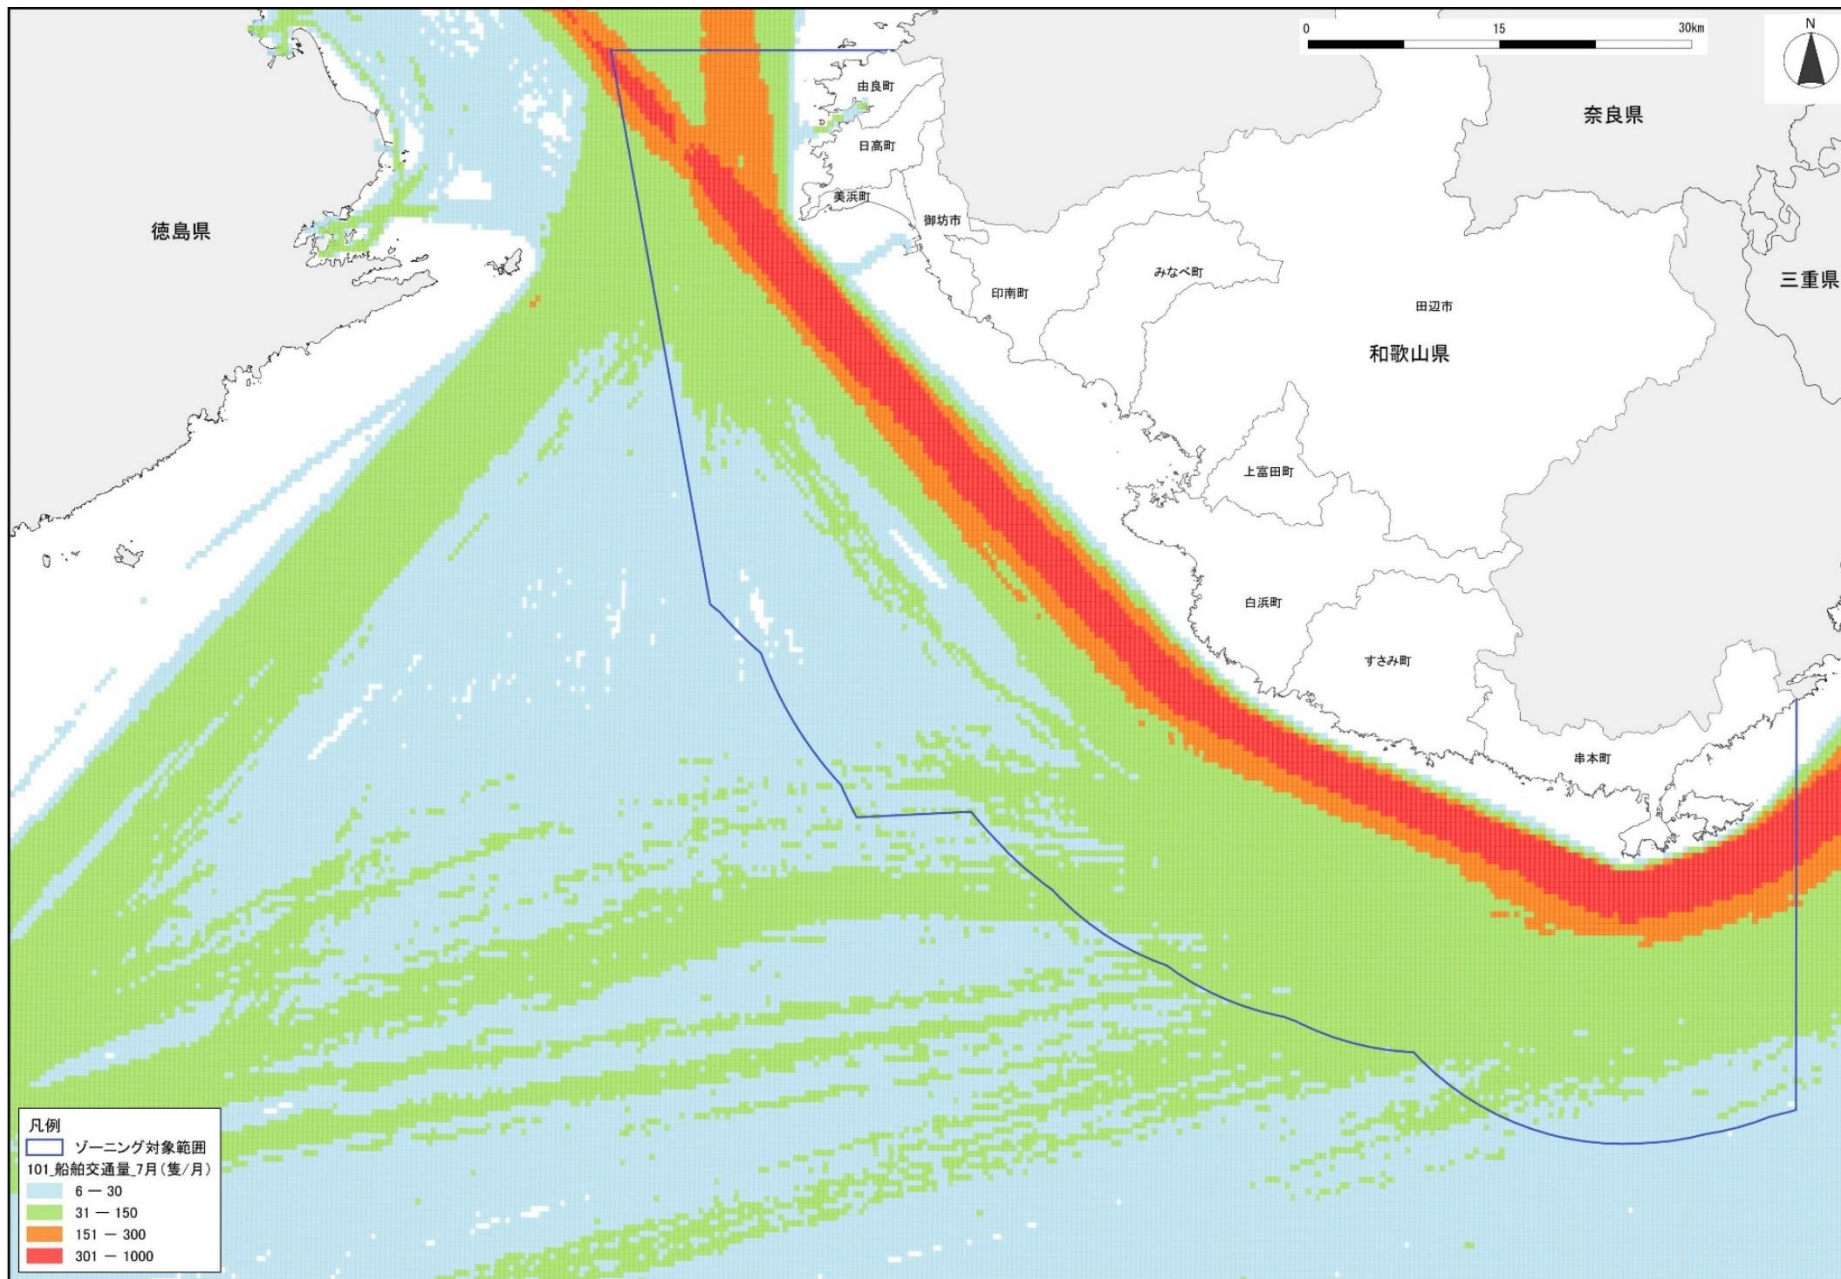 0 15 30km
N
由良町
奈良県
日高町
美浜町
御坊市
徳島県
みなべ町
三重県
印南町
田辺市
和歌山県
上富田町
白浜町
すさみ町
串本町
凡例
ゾーニング対象範囲
101_船舶交通量_7月(隻/月)
6 － 30
31 － 150
151 － 300
301 － 1000